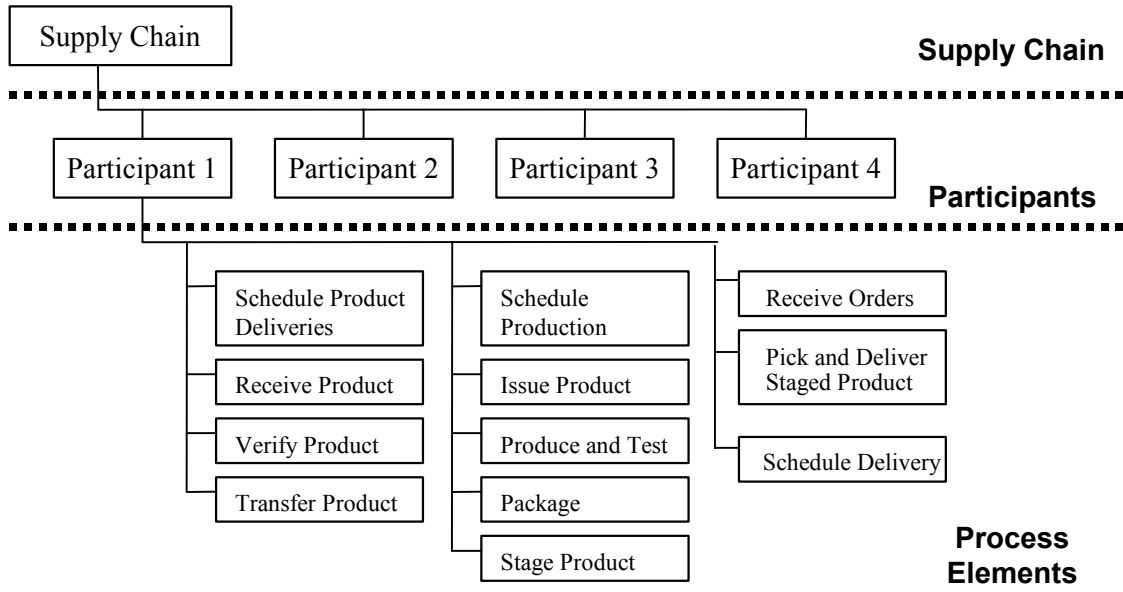 Supply Chain
Supply Chain
Participant 1
Participant 2
Participant 3
Participant 4
Participants
Schedule Product
Deliveries
Receive Product
Verify Product
Transfer Product
Schedule
Production
Issue Product
Produce and Test
Package
Stage Product
Receive Orders
Pick and Deliver
Staged Product
Schedule Delivery
Process
Elements